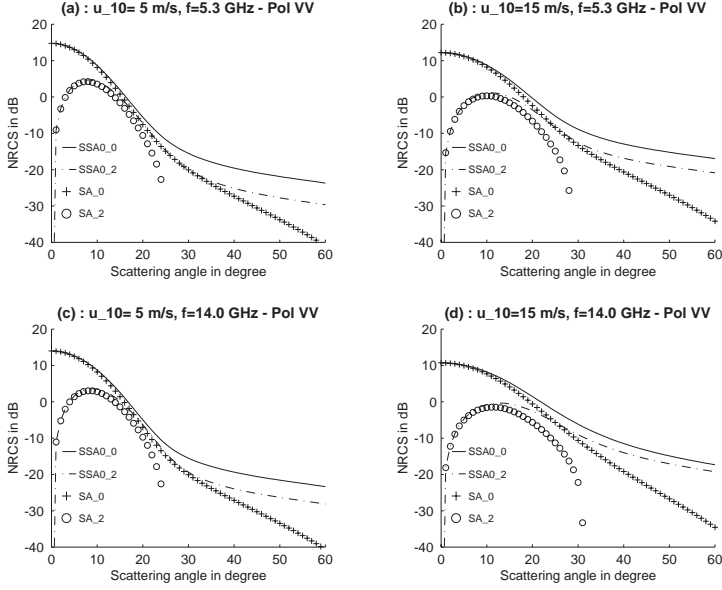 (a) : u_10= 5 m/s, f=5.3 GHz - Pol VV
20
10
0
-10
-20
-30
-40
NRCS in dB
SSA0_0
SSA0_2
SA_0
SA_2
0 10 20 30 40 50 60
Scattering angle in degree
(b) : u_10=15 m/s, f=5.3 GHz - Pol VV
20
10
0
-10
-20
-30
-40
NRCS in dB
SSA0_0
SSA0_2
SA_0
SA_2
0 10 20 30 40 50 60
Scattering angle in degree
(c) : u_10= 5 m/s, f=14.0 GHz - Pol VV
20
10
0
-10
-20
-30
-40
NRCS in dB
SSA0_0
SSA0_2
SA_0
SA_2
0 10 20 30 40 50 60
Scattering angle in degree
(d) : u_10=15 m/s, f=14.0 GHz - Pol VV
20
10
0
-10
-20
-30
-40
NRCS in dB
SSA0_0
SSA0_2
SA_0
SA_2
0 10 20 30 40 50 60
Scattering angle in degree